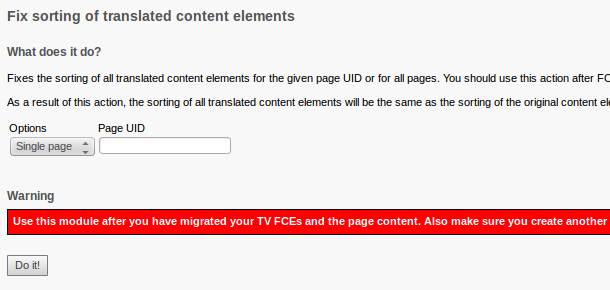 Fix sorting of translated content elements
What does it do?
Fixes the sorting of all translated content elements for the given page UID or for all pages. You should use this action after FC
As a result of this action, the sorting of all translated content elements will be the same as the sorting of the original content ele
Options Page UID
Single page
Warning
Use this module after you have migrated your TV FCEs and the page content. Also make sure you create another
Do it!